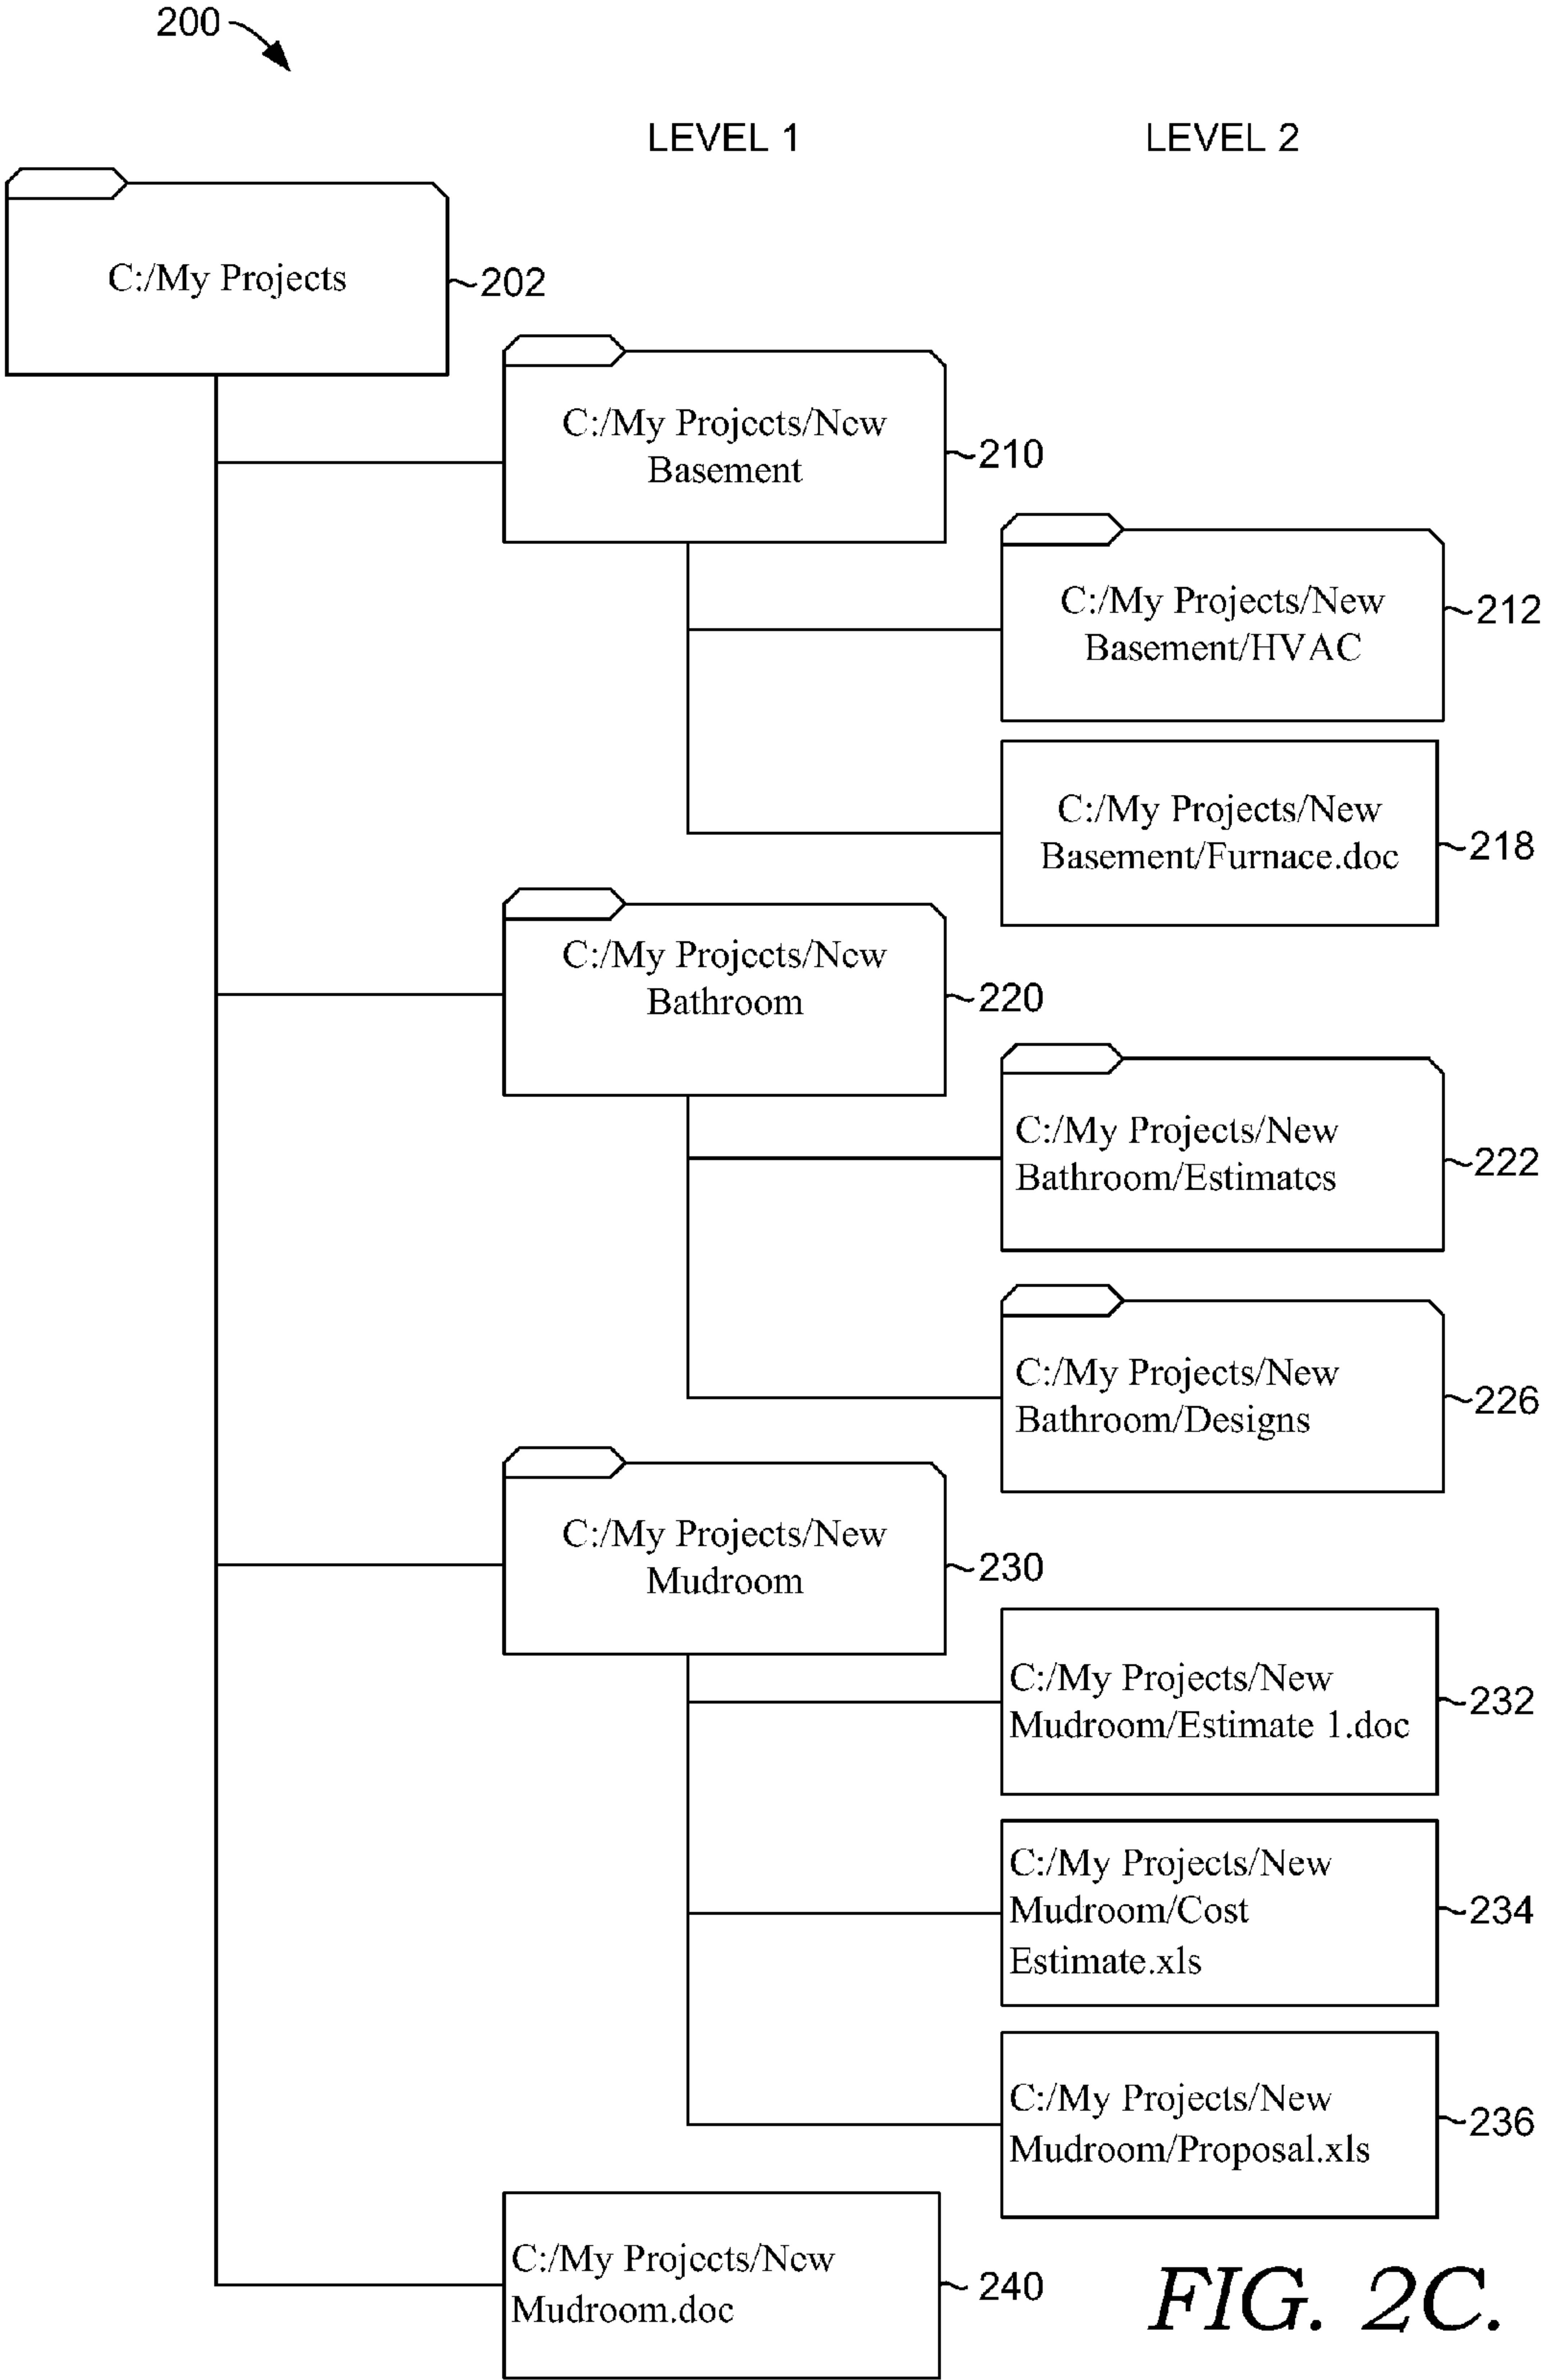 200
LEVEL 1
LEVEL 2
C:/My Projects
202
C:/My Projects/New
Basement
210
C:/My Projects/New
Basement/HVAC
212
C:/My Projects/New
Basement/Furnace.doc
218
C:/My Projects/New
Bathroom
220
C:/My Projects/New
Bathroom/Estimates
222
C:/My Projects/New
Bathroom/Designs
226
C:/My Projects/New
Mudroom
230
C:/My Projects/New
Mudroom/Estimate 1.doc
232
C:/My Projects/New
Mudroom/Cost
Estimate.xls
234
C:/My Projects/New
Mudroom/Proposal.xls
236
C:/My Projects/New
Mudroom.doc
240
FIG. 2C.